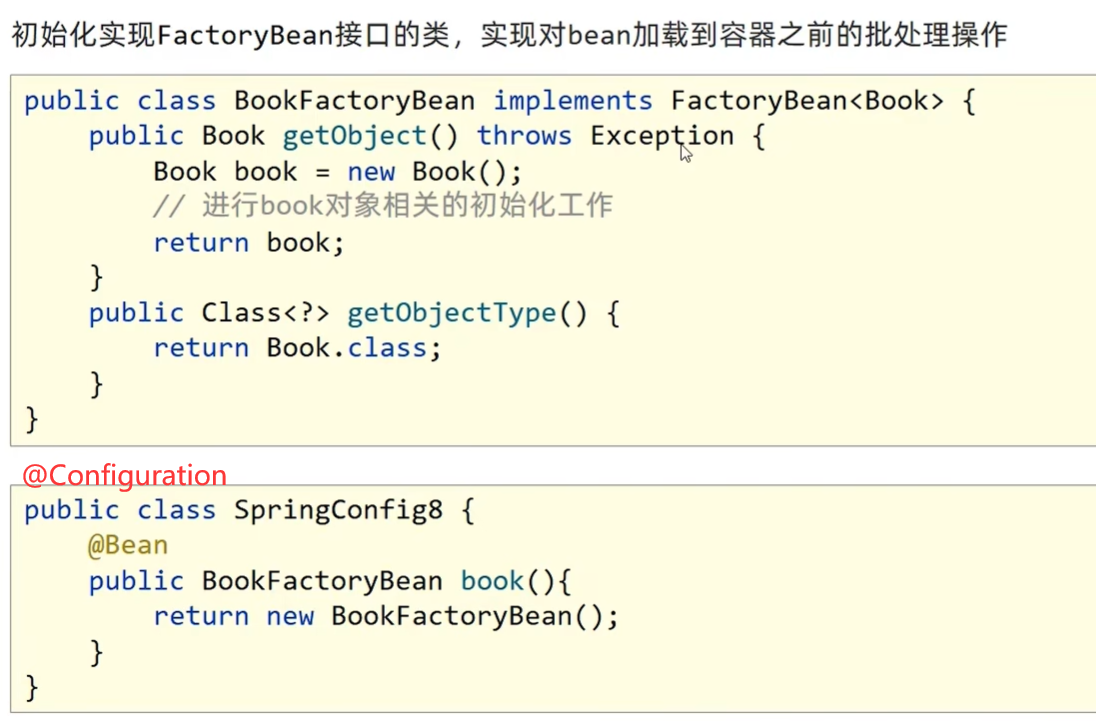 初始化实现FactoryBean接口的类，实现对bean加载到容器之前的批处理操作
public class BookFactoryBean implements FactoryBean<Book> {
    public Book getObject() throws Exception {
        Book book = new Book();
        // 进行book对象相关的初始化工作
        return book;
    }
    public Class<?> getObjectType() {
        return Book.class;
    }
}
@Configuration
public class SpringConfig8 {
    @Bean
    public BookFactoryBean book(){
        return new BookFactoryBean();
    }
}